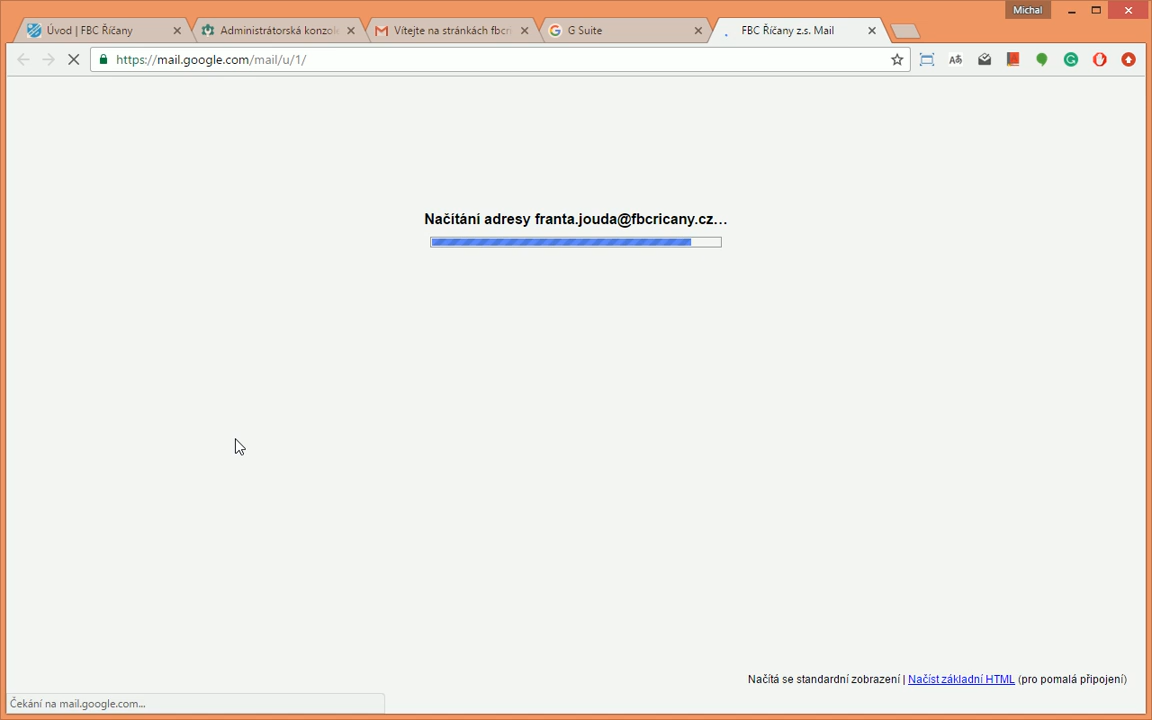 Michal
Úvod | FBC Říčany
Administrátorská konzol
Vítejte na stránkách fbcri
G Suite
FBC Říčany z.s. Mail
https://mail.google.com/mail/u/1/
Načítání adresy franta.jouda@fbcricany.cz…
Načítá se standardní zobrazení | Načíst základní HTML (pro pomalá připojení)
Čekání na mail.google.com...